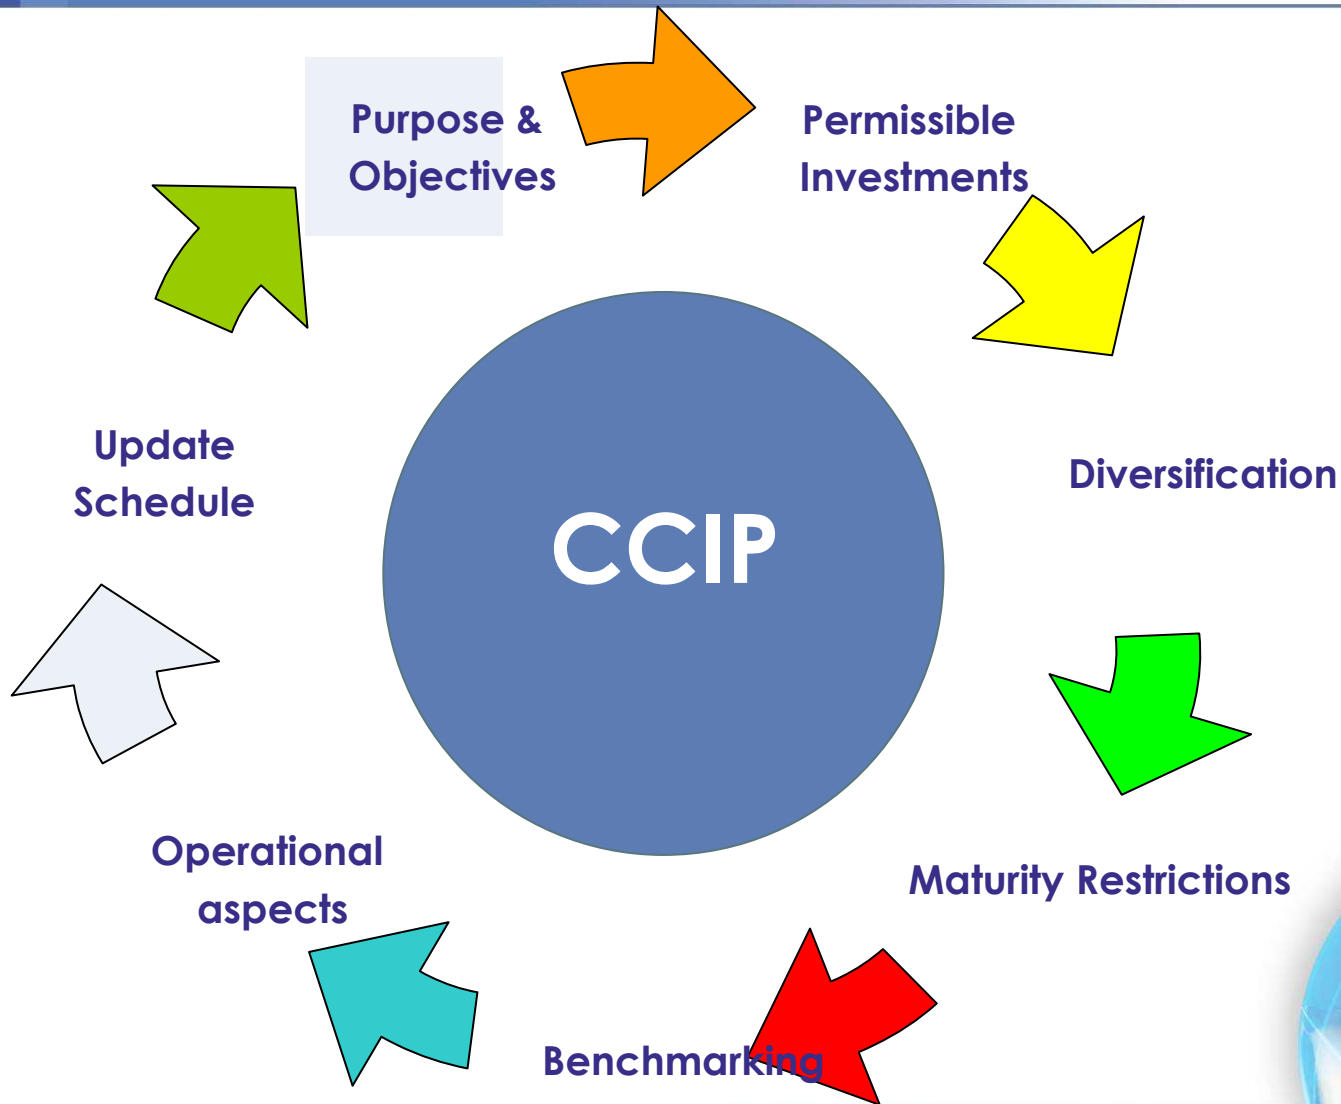 Purpose &
Objectives
Permissible
Investments
Diversification
Maturity Restrictions
Benchmarking
Operational
aspects
Update
Schedule
CCIP